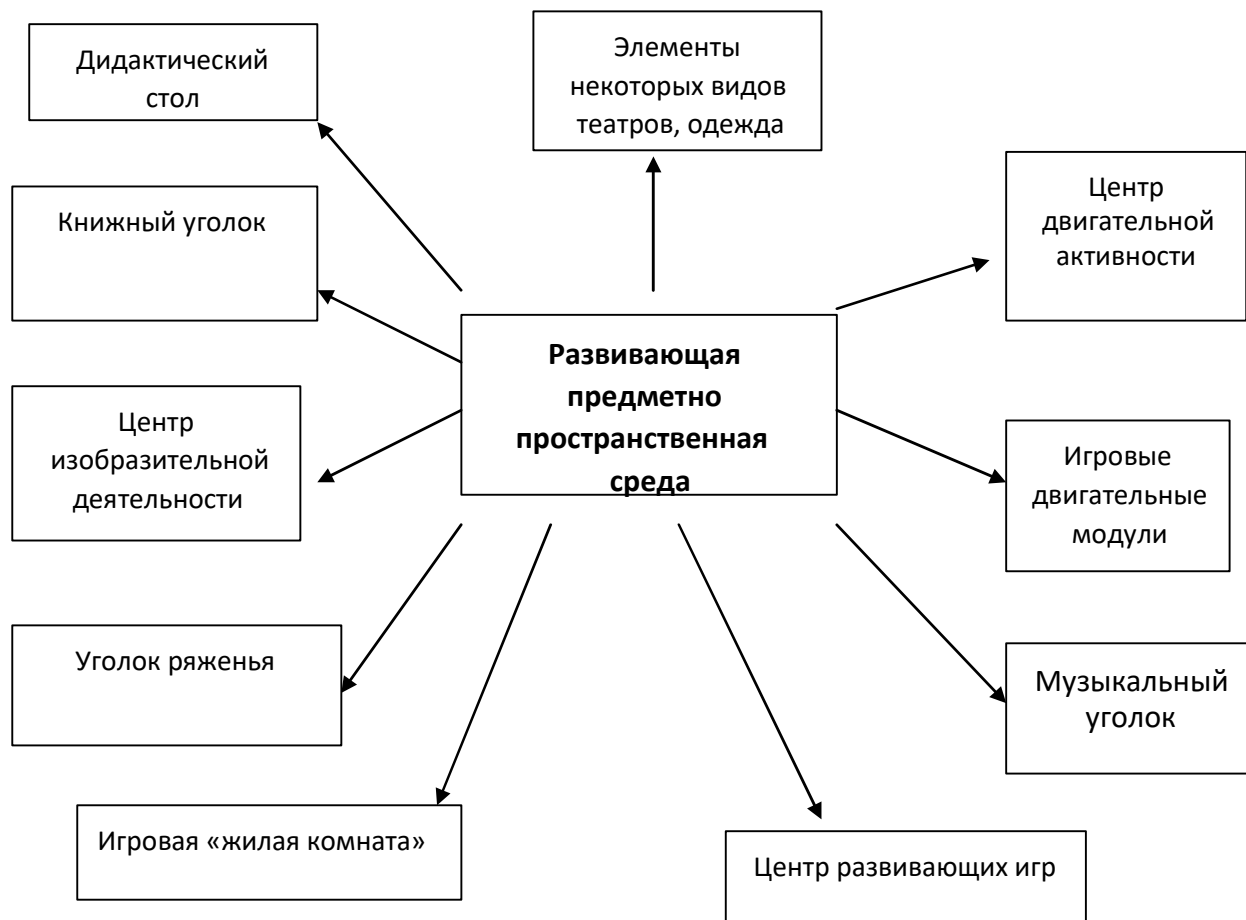 Дидактический
стол
Элементы
некоторых видов
театров, одежда
Центр
двигательной
активности
Книжный уголок
Развивающая
предметно
пространственная
среда
Центр
изобразительной
деятельности
Игровые
двигательные
модули
Уголок ряженья
Музыкальный
уголок
Игровая «жилая комната»
Центр развивающих игр